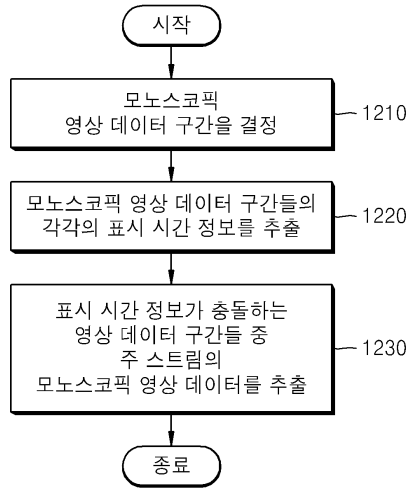 시작
모노스코픽
영상 데이터 구간을 결정
1210
모노스코픽 영상 데이터 구간들의
각각의 표시 시간 정보를 추출
1220
표시 시간 정보가 충돌하는
영상 데이터 구간들 중
주 스트림의
모노스코픽 영상 데이터를 추출
1230
종료